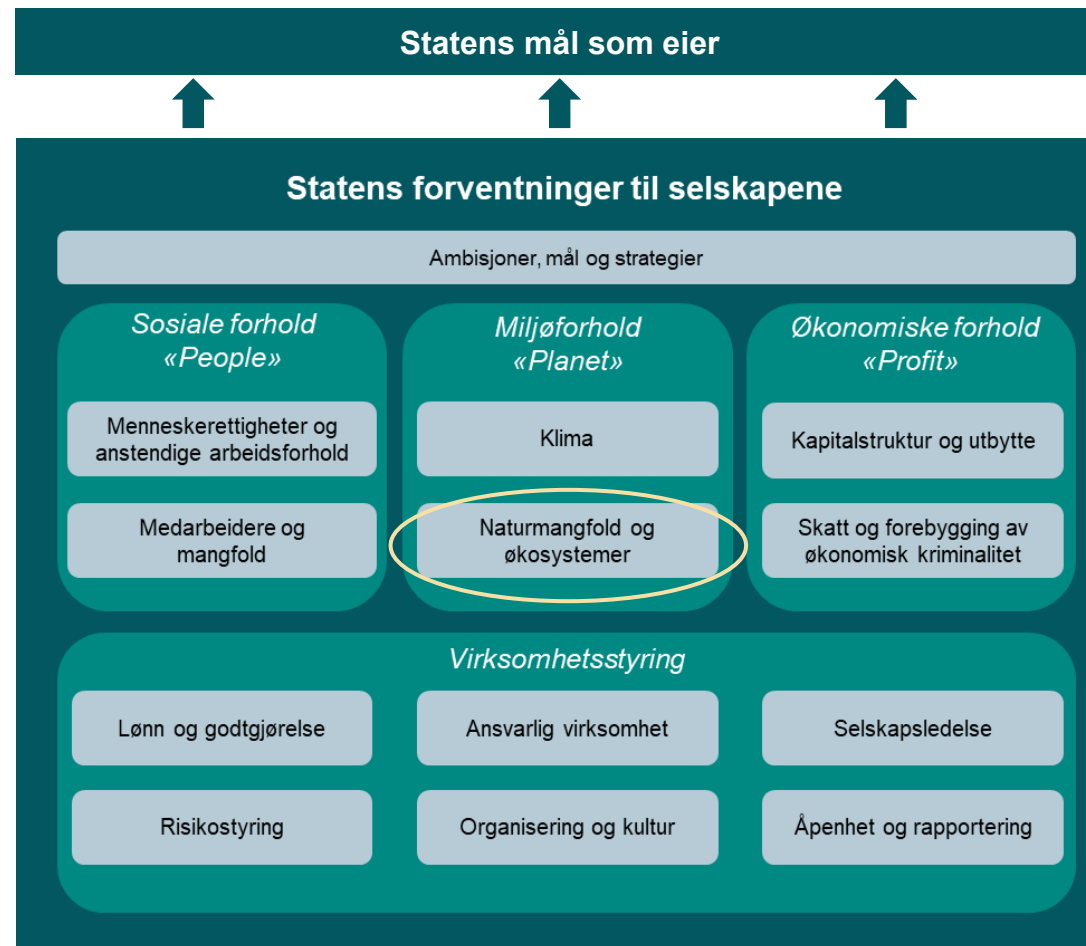 Statens mål som eier
Statens forventninger til selskapene
Ambisjoner, mål og strategier
Sosiale forhold
«People»
Menneskerettigheter og
anstendige arbeidsforhold
Medarbeidere og
mangfold
Miljøforhold
«Planet»
Klima
Naturmangfold og
økosystemer
Økonomiske forhold
«Profit»
Kapitalstruktur og utbytte
Skatt og forebygging av
økonomisk kriminalitet
Virksomhetsstyring
Lønn og godtgjørelse
Ansvarlig virksomhet
Selskapsledelse
Risikostyring
Organisering og kultur
Åpenhet og rapportering